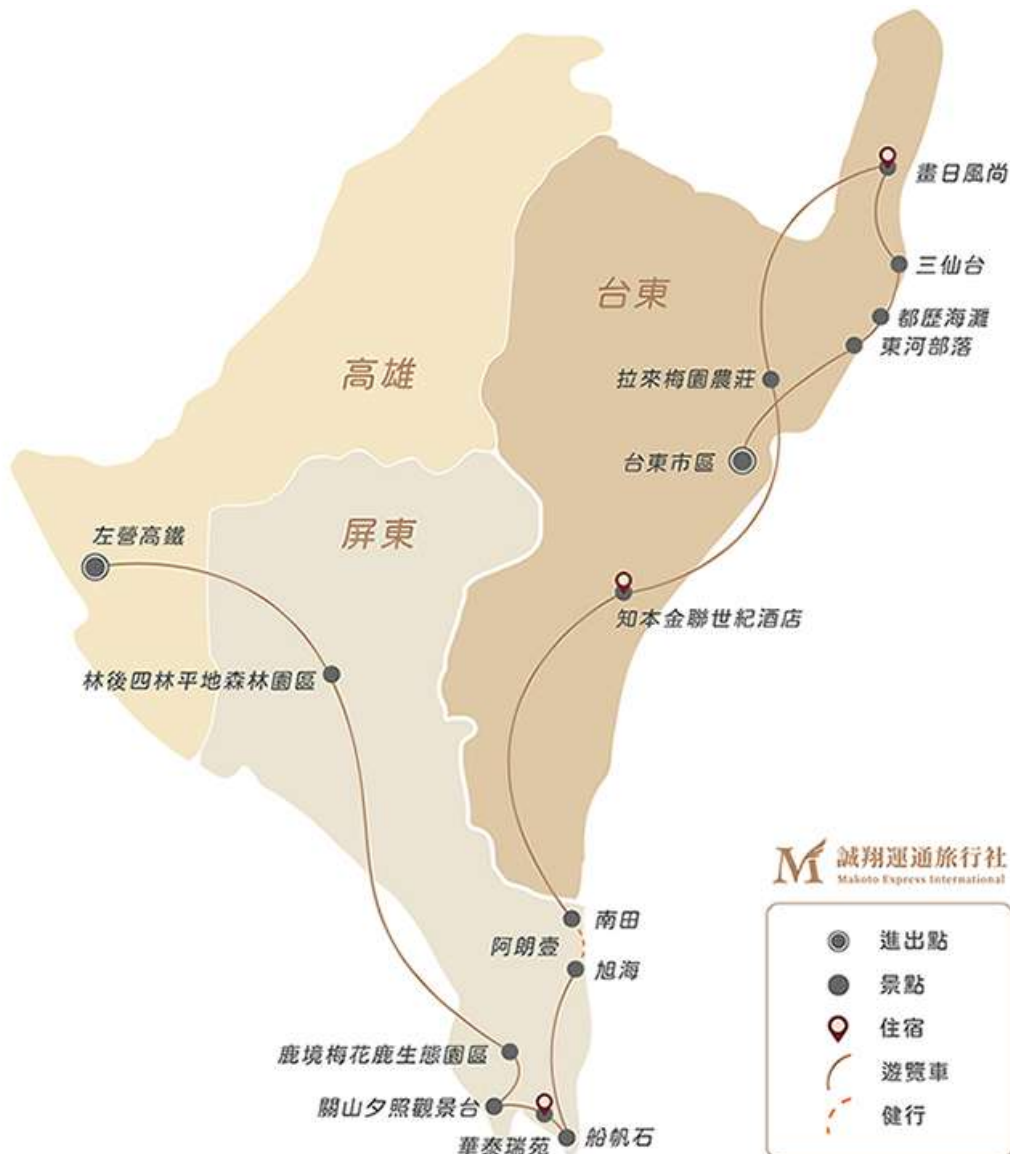 畫日風尚
三仙台
台東
都歷海灘
東河部落
高雄
拉來梅園農莊
台東市區
屏東
左營高鐵
知本金聯世紀酒店
林後四林平地森林園區
誠翔運通旅行社
Makoto Express International
南田
阿朗壹
旭海
進出點
景點
住宿
鹿境梅花鹿生態園區
遊覽車
關山夕照觀景台
健行
華泰瑞苑
船帆石